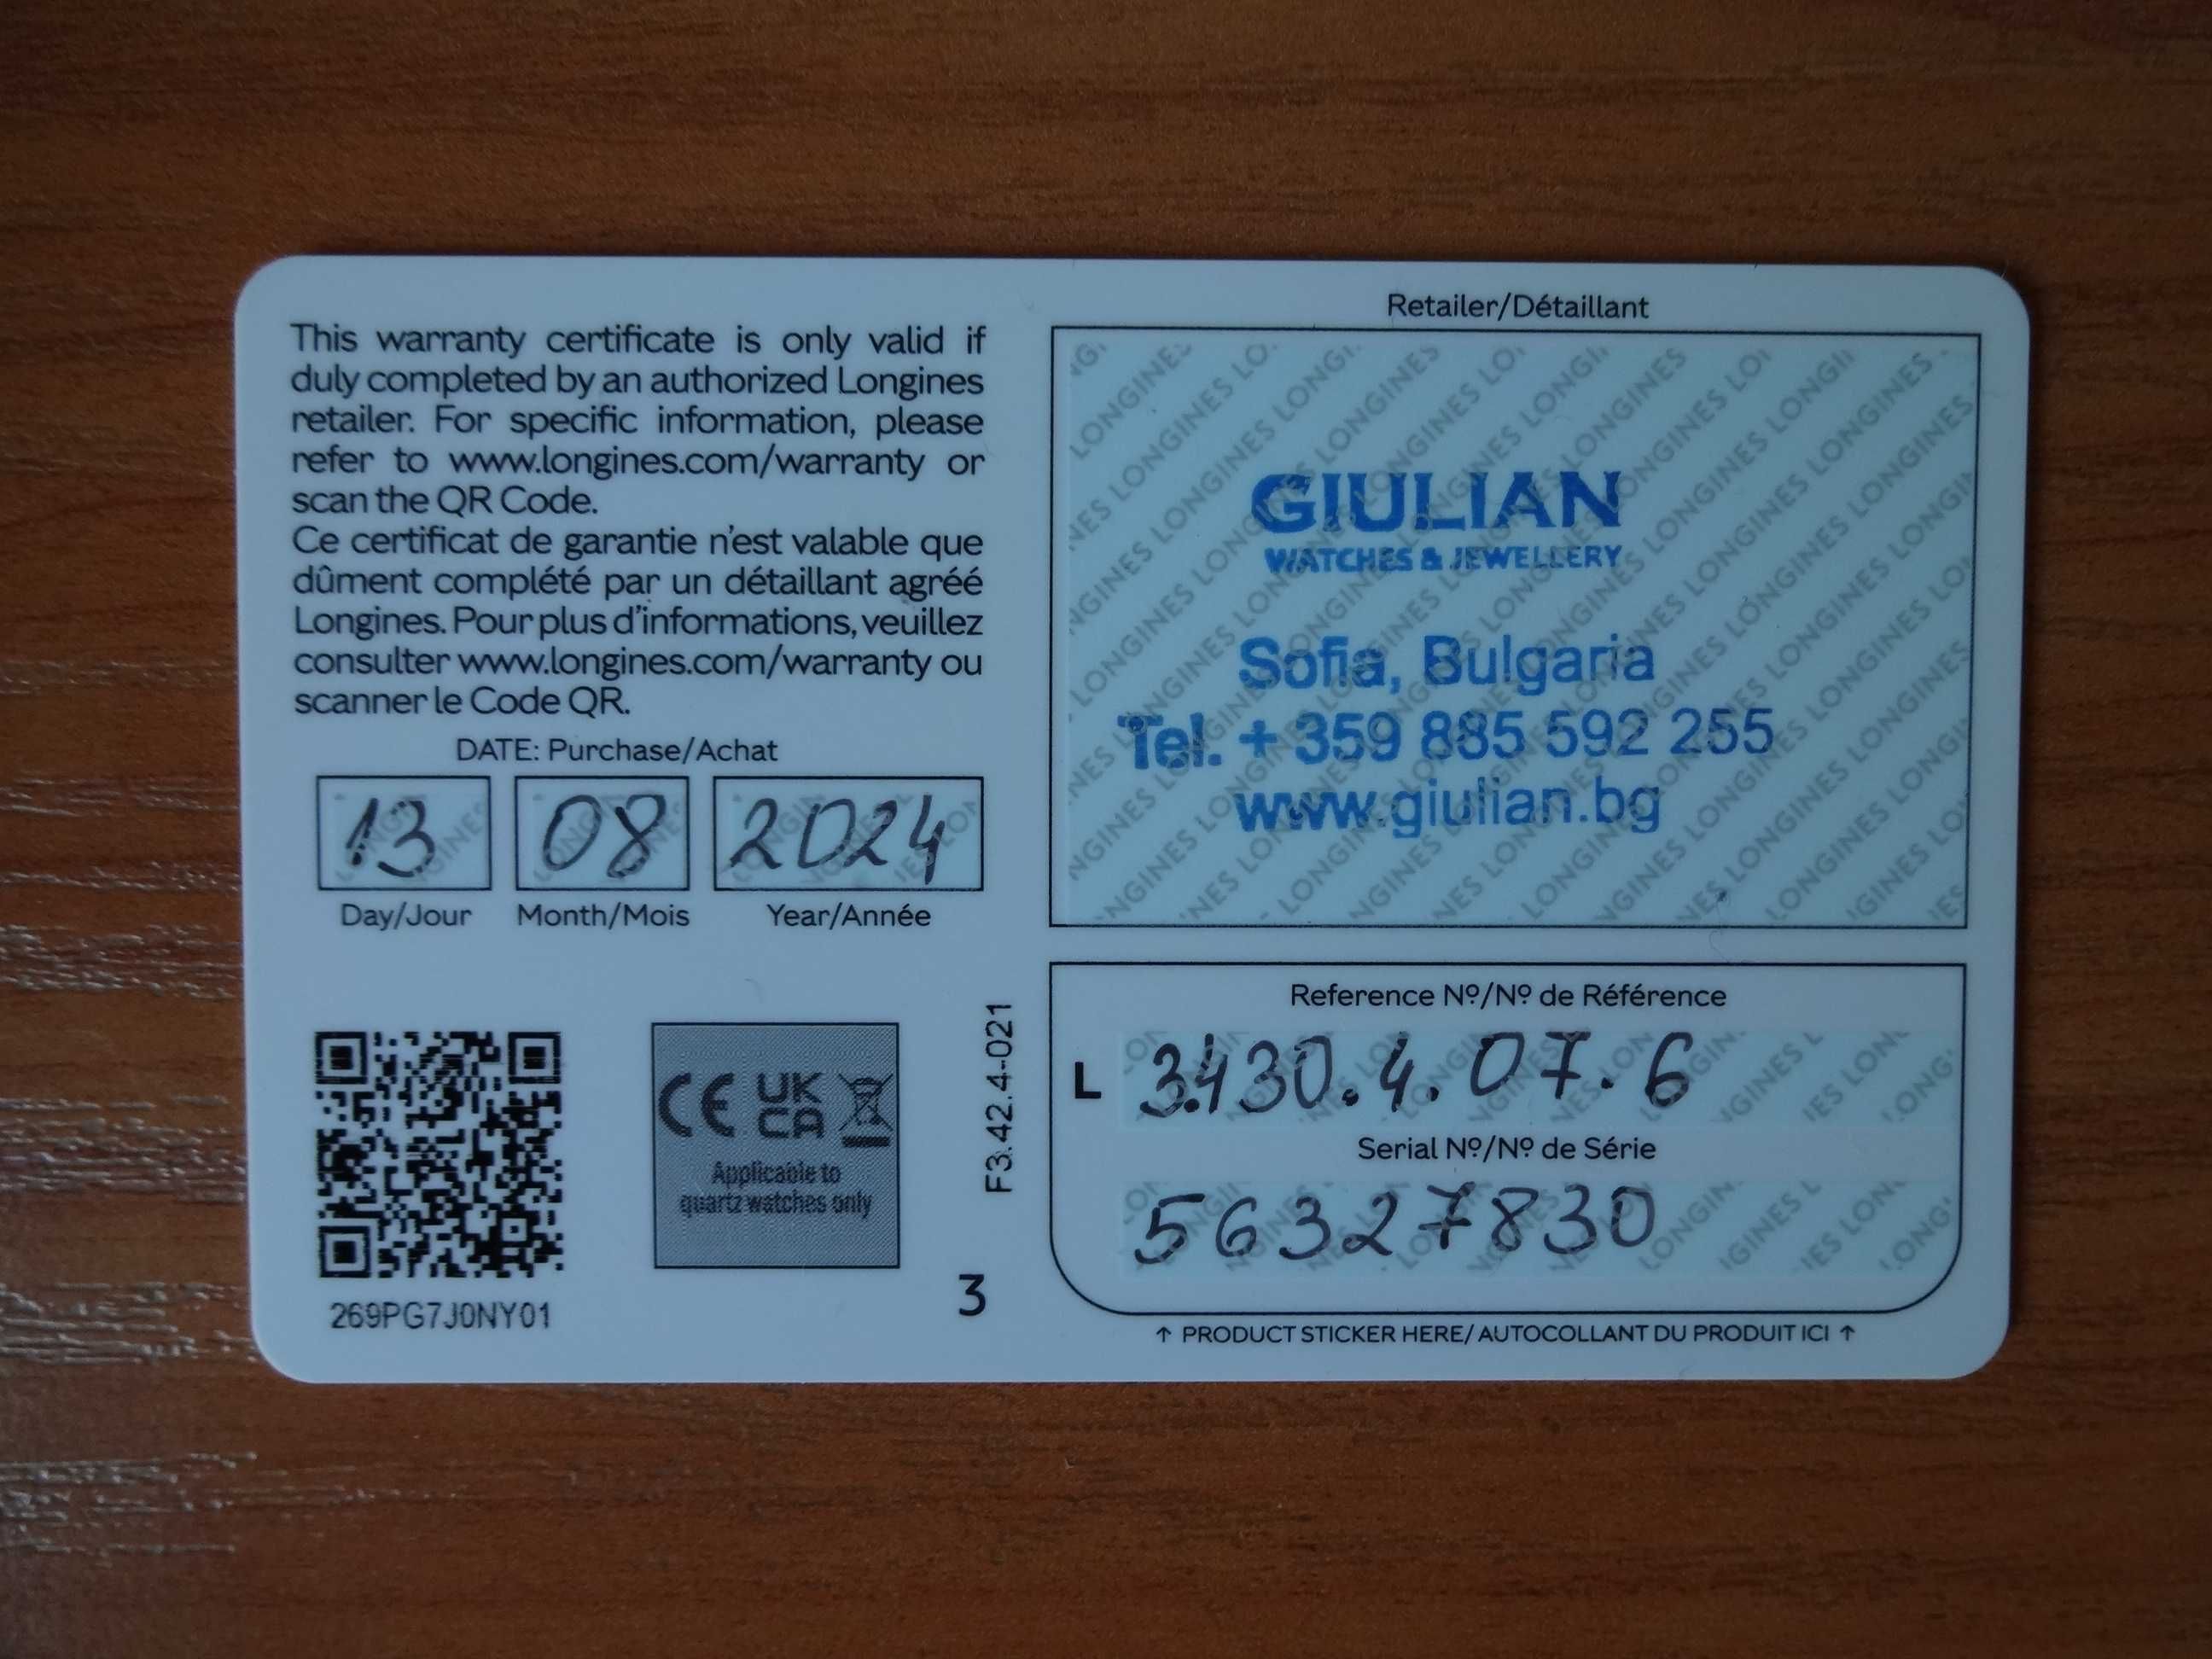 This warranty certificate is only valid if
duly completed by an authorized Longines
retailer. For specific information, please
refer to www.longines.com/warranty or
scan the QR Code.
Ce certificat de garantie n'est valable que
dûment complété par un détaillant agréé
Longines. Pour plus d'informations, veuillez
consulter www.longines.com/warranty ou
scanner le Code QR.
DATE: Purchase/Achat
13 08 2024
Day/Jour Month/Mois Year/Année
269PG7J0NY01
CE UK CA
Applicable to
quartz watches only
3
F3.42.4-021
Retailer/Détaillant
GIULIAN
WATCHES & JEWELLERY
Sofia, Bulgaria
Tel. + 359 885 592 255
www.giulian.bg
Reference Nº/Nº de Référence
L 3.430.4.07.6
Serial Nº/Nº de Série
56327830
↑ PRODUCT STICKER HERE/ AUTOCOLLANT DU PRODUIT ICI ↑